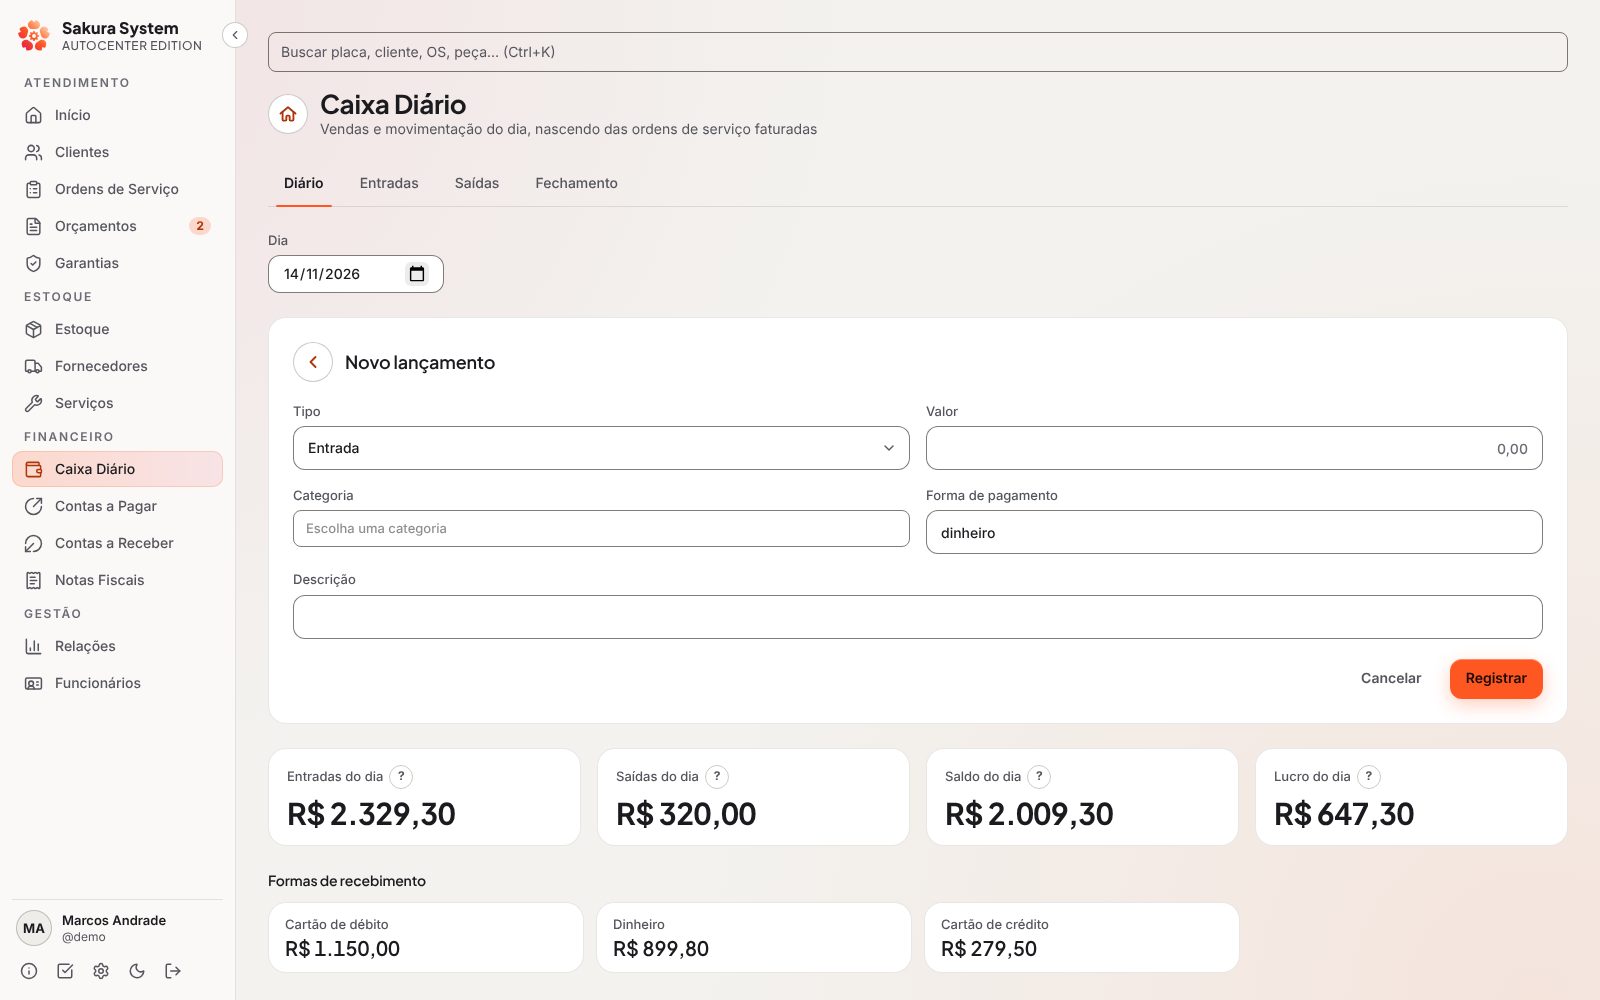 Sakura System
AUTOCENTER EDITION
ATENDIMENTO
Início
Clientes
Ordens de Serviço
Orçamentos 2
Garantias
ESTOQUE
Estoque
Fornecedores
Serviços
FINANCEIRO
Caixa Diário
Contas a Pagar
Contas a Receber
Notas Fiscais
GESTÃO
Relações
Funcionários
MA
Marcos Andrade
@demo
Buscar placa, cliente, OS, peça... (Ctrl+K)
Caixa Diário
Vendas e movimentação do dia, nascendo das ordens de serviço faturadas
Diário Entradas Saídas Fechamento
Dia
14/11/2026
Novo lançamento
Tipo
Entrada
Valor
0,00
Categoria
Escolha uma categoria
Forma de pagamento
dinheiro
Descrição
Cancelar Registrar
Entradas do dia ?
R$ 2.329,30
Saídas do dia ?
R$ 320,00
Saldo do dia ?
R$ 2.009,30
Lucro do dia ?
R$ 647,30
Formas de recebimento
Cartão de débito
R$ 1.150,00
Dinheiro
R$ 899,80
Cartão de crédito
R$ 279,50